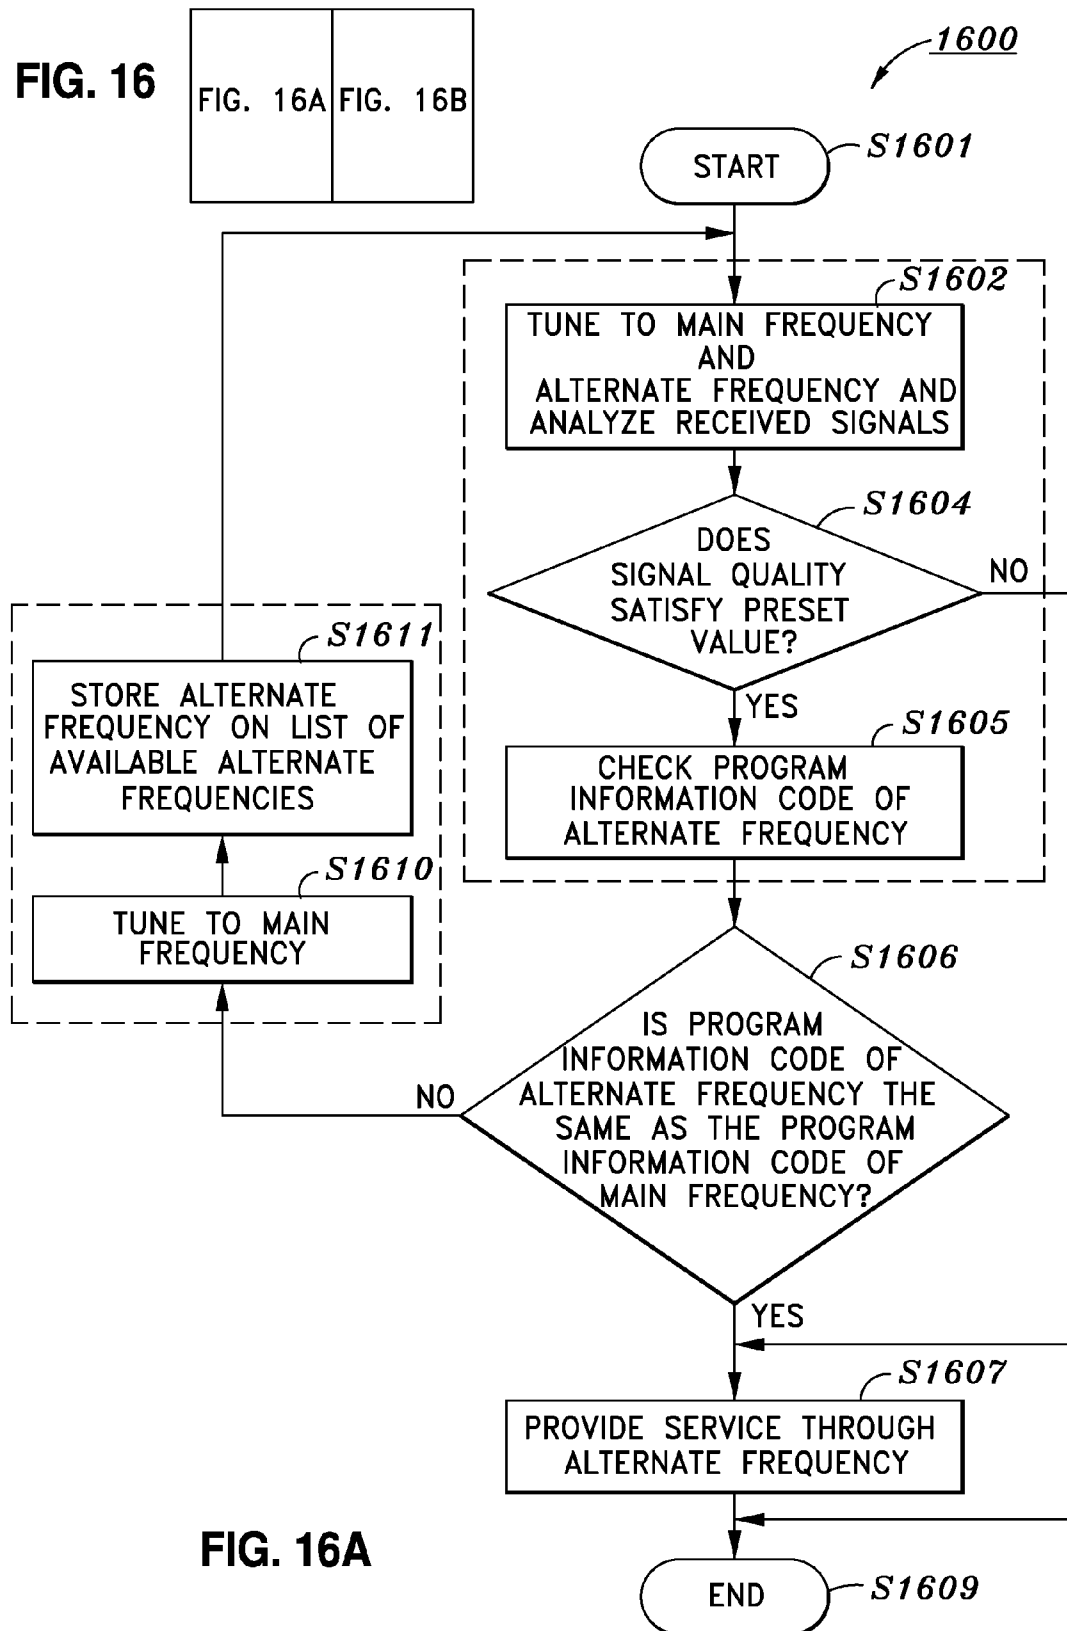 FIG. 16
FIG. 16A
FIG. 16B
1600
START
S1601
S1602
TUNE TO MAIN FREQUENCY
AND
ALTERNATE FREQUENCY AND
ANALYZE RECEIVED SIGNALS
S1604
DOES
SIGNAL QUALITY
SATISFY PRESET
VALUE?
NO
YES
S1605
CHECK PROGRAM
INFORMATION CODE OF
ALTERNATE FREQUENCY
S1611
STORE ALTERNATE
FREQUENCY ON LIST OF
AVAILABLE ALTERNATE
FREQUENCIES
S1610
TUNE TO MAIN
FREQUENCY
S1606
IS PROGRAM
INFORMATION CODE OF
ALTERNATE FREQUENCY THE
SAME AS THE PROGRAM
INFORMATION CODE OF
MAIN FREQUENCY?
NO
YES
S1607
PROVIDE SERVICE THROUGH
ALTERNATE FREQUENCY
FIG. 16A
END
S1609